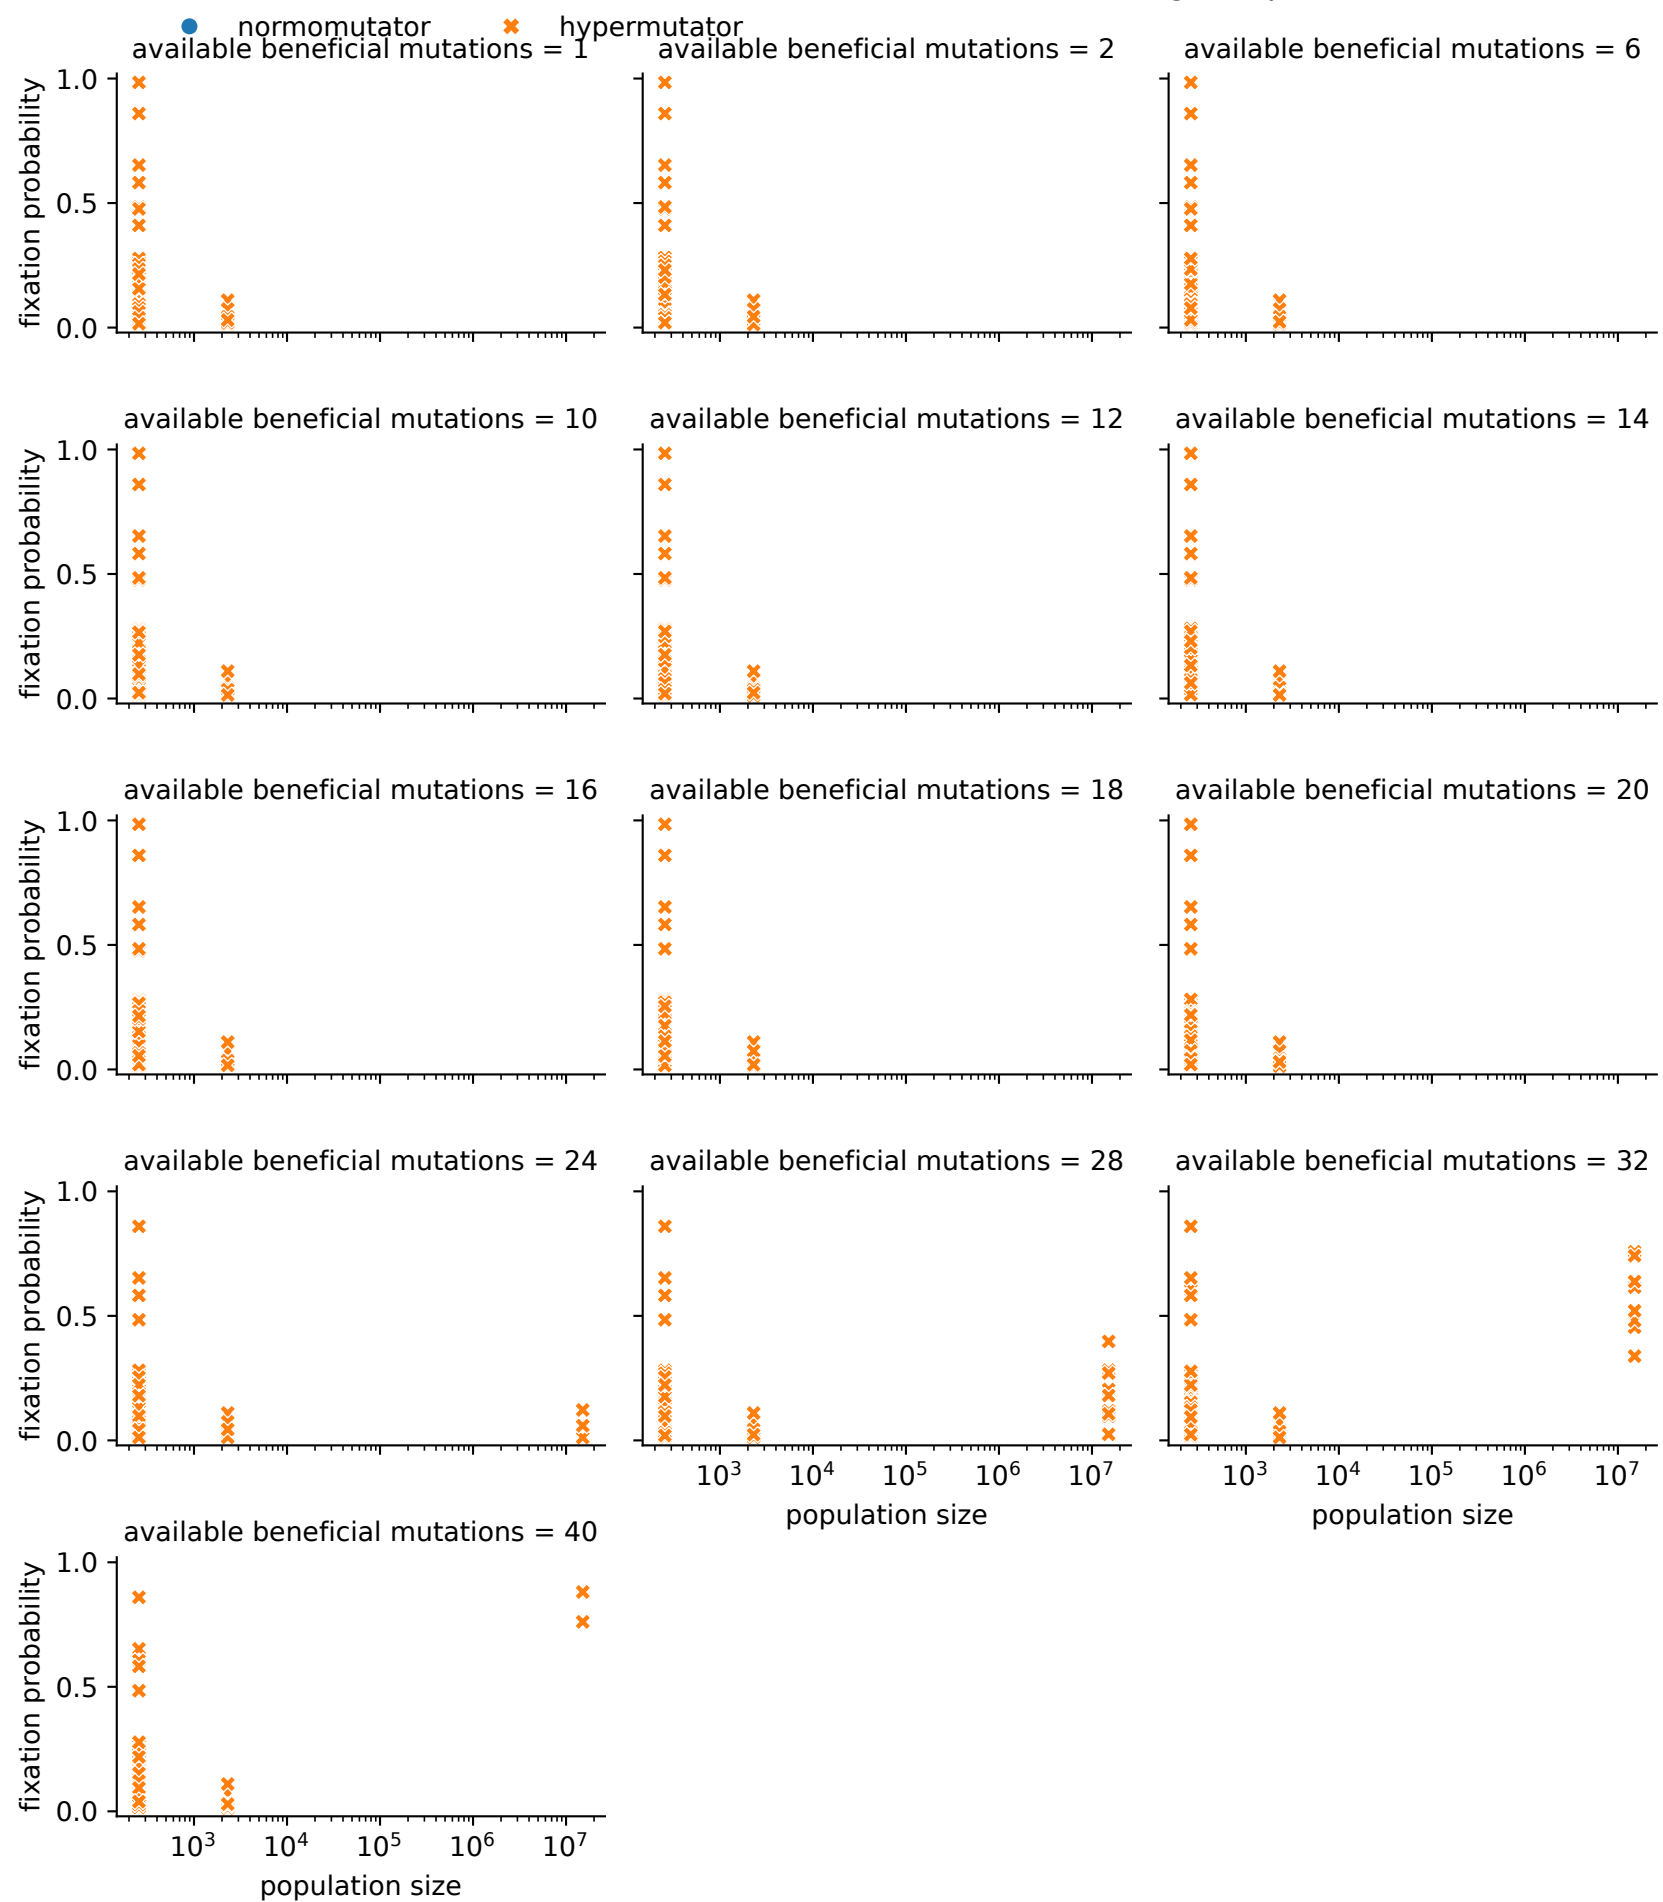 normomutator hypermutator
available beneficial mutations = 1 available beneficial mutations = 2 available beneficial mutations = 6
fixation probability
1.0
0.5
0.0
available beneficial mutations = 10 available beneficial mutations = 12 available beneficial mutations = 14
fixation probability
1.0
0.5
0.0
available beneficial mutations = 16 available beneficial mutations = 18 available beneficial mutations = 20
fixation probability
1.0
0.5
0.0
available beneficial mutations = 24 available beneficial mutations = 28 available beneficial mutations = 32
fixation probability
1.0
0.5
0.0
10³ 10⁴ 10⁵ 10⁶ 10⁷ 10³ 10⁴ 10⁵ 10⁶ 10⁷
population size population size
available beneficial mutations = 40
fixation probability
1.0
0.5
0.0
10³ 10⁴ 10⁵ 10⁶ 10⁷
population size